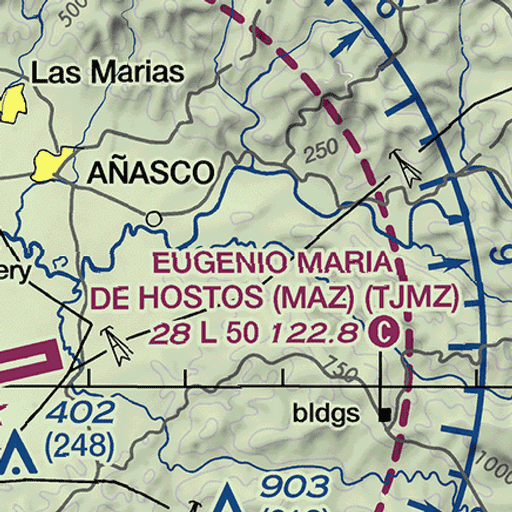 500
Las Marias
250
AÑASCO
9
ery
EUGENIO MARIA
DE HOSTOS (MAZ) (TJMZ)
28 L 50 122.8 C
750
402
(248)
bldgs
1000
903